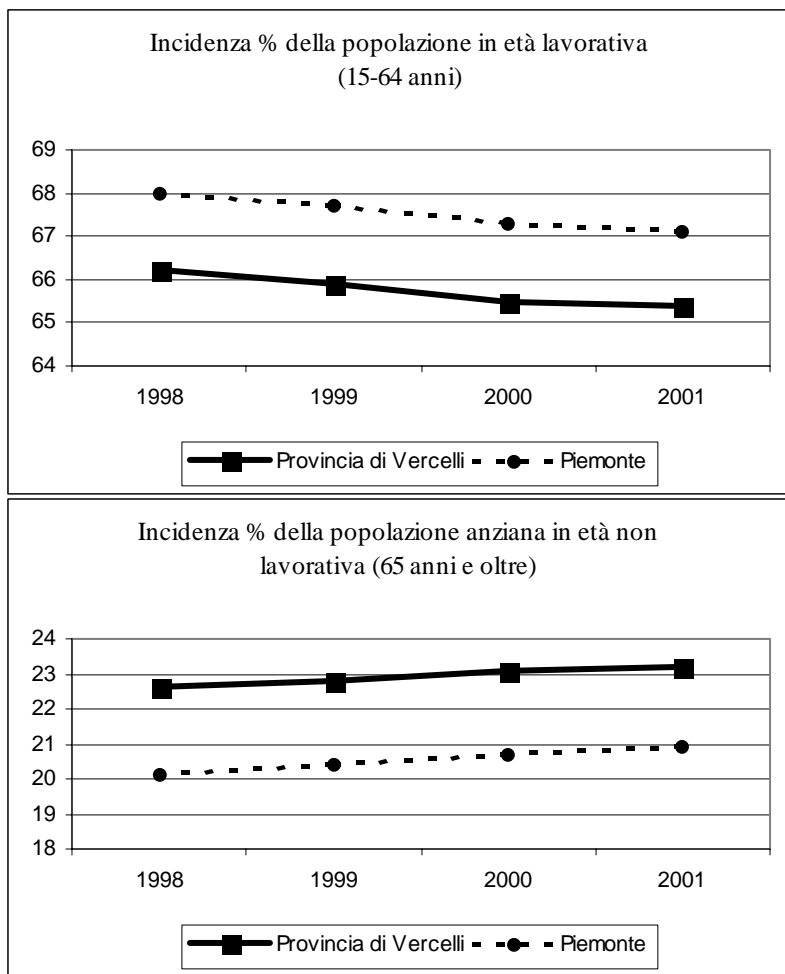 Incidenza % della popolazione in età lavorativa
(15-64 anni)
69
68
67
66
65
64
1998 1999 2000 2001
Provincia di Vercelli Piemonte
Incidenza % della popolazione anziana in età non
lavorativa (65 anni e oltre)
24
23
22
21
20
19
18
1998 1999 2000 2001
Provincia di Vercelli Piemonte